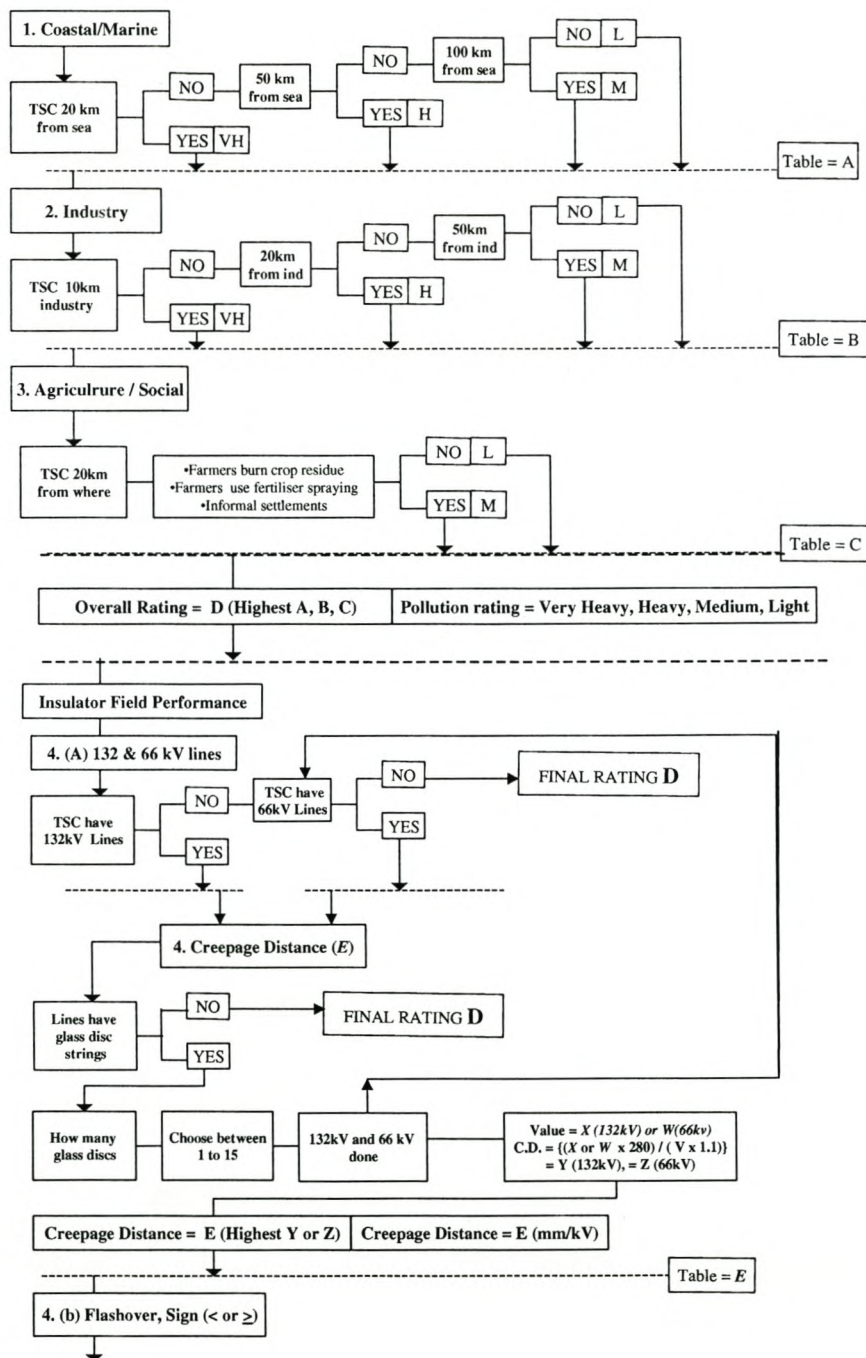 1. Coastal/Marine
TSC 20 km
from sea
NO
YES VH
50 km
from sea
NO
YES H
100 km
from sea
NO L
YES M
Table = A
2. Industry
TSC 10km
industry
NO
YES VH
20km
from ind
NO
YES H
50km
from ind
NO L
YES M
Table = B
3. Agriculrure / Social
TSC 20km
from where
•Farmers burn crop residue
•Farmers use fertiliser spraying
•Informal settlements
NO L
YES M
Table = C
Overall Rating = D (Highest A, B, C)
Pollution rating = Very Heavy, Heavy, Medium, Light
Insulator Field Performance
4. (A) 132 & 66 kV lines
TSC have
132kV Lines
NO
YES
TSC have
66kV Lines
NO
YES
FINAL RATING D
4. Creepage Distance (E)
Lines have
glass disc
strings
NO
YES
FINAL RATING D
How many
glass discs
Choose between
1 to 15
132kV and 66 kV
done
Value = X (132kV) or W(66kv)
C.D. = {(X or W x 280) / ( V x 1.1)}
= Y (132kV), = Z (66kV)
Creepage Distance = E (Highest Y or Z)
Creepage Distance = E (mm/kV)
Table = E
4. (b) Flashover, Sign (< or ≥)